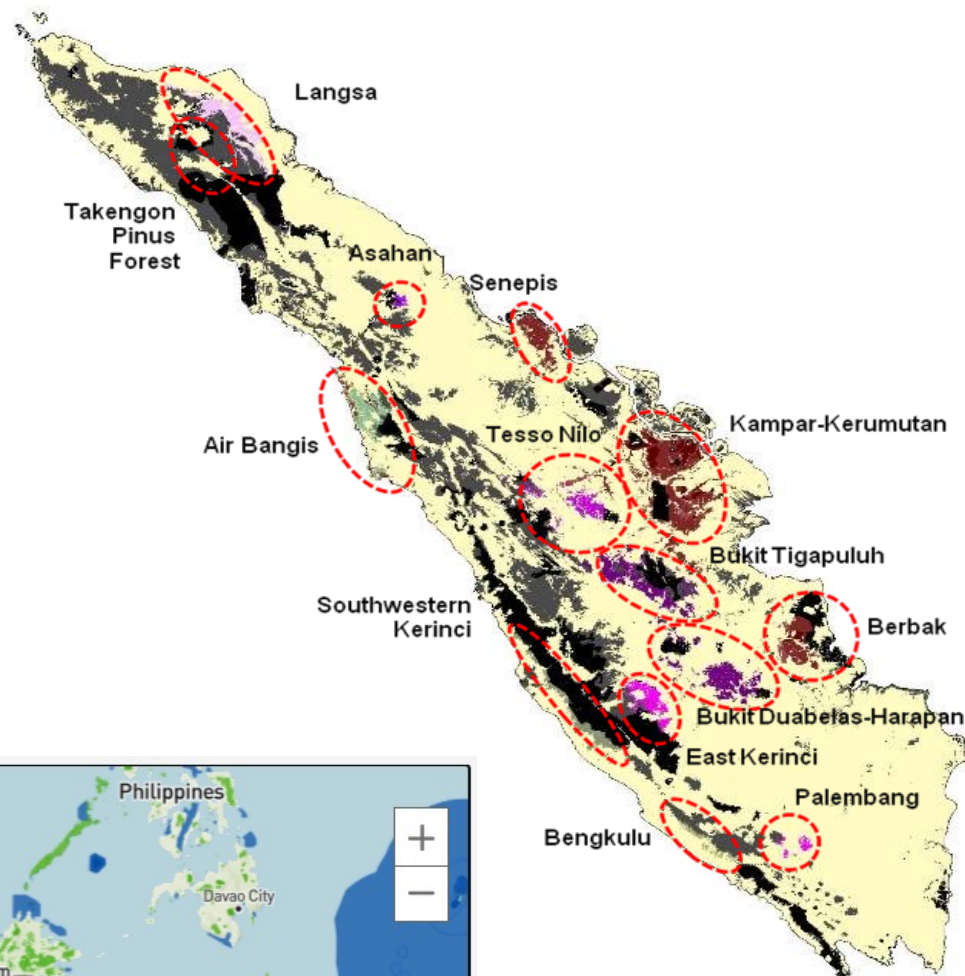 Langsa
Takengon
Pinus
Forest
Asahan
Senepis
Kampar-Kerumutan
Tesso Nilo
Air Bangis
Bukit Tigapuluh
Southwestern
Kerinci
Berbak
Bukit Duabelas-Harapan
East Kerinci
Palembang
Bengkulu
Philippines
+
Davao City
−